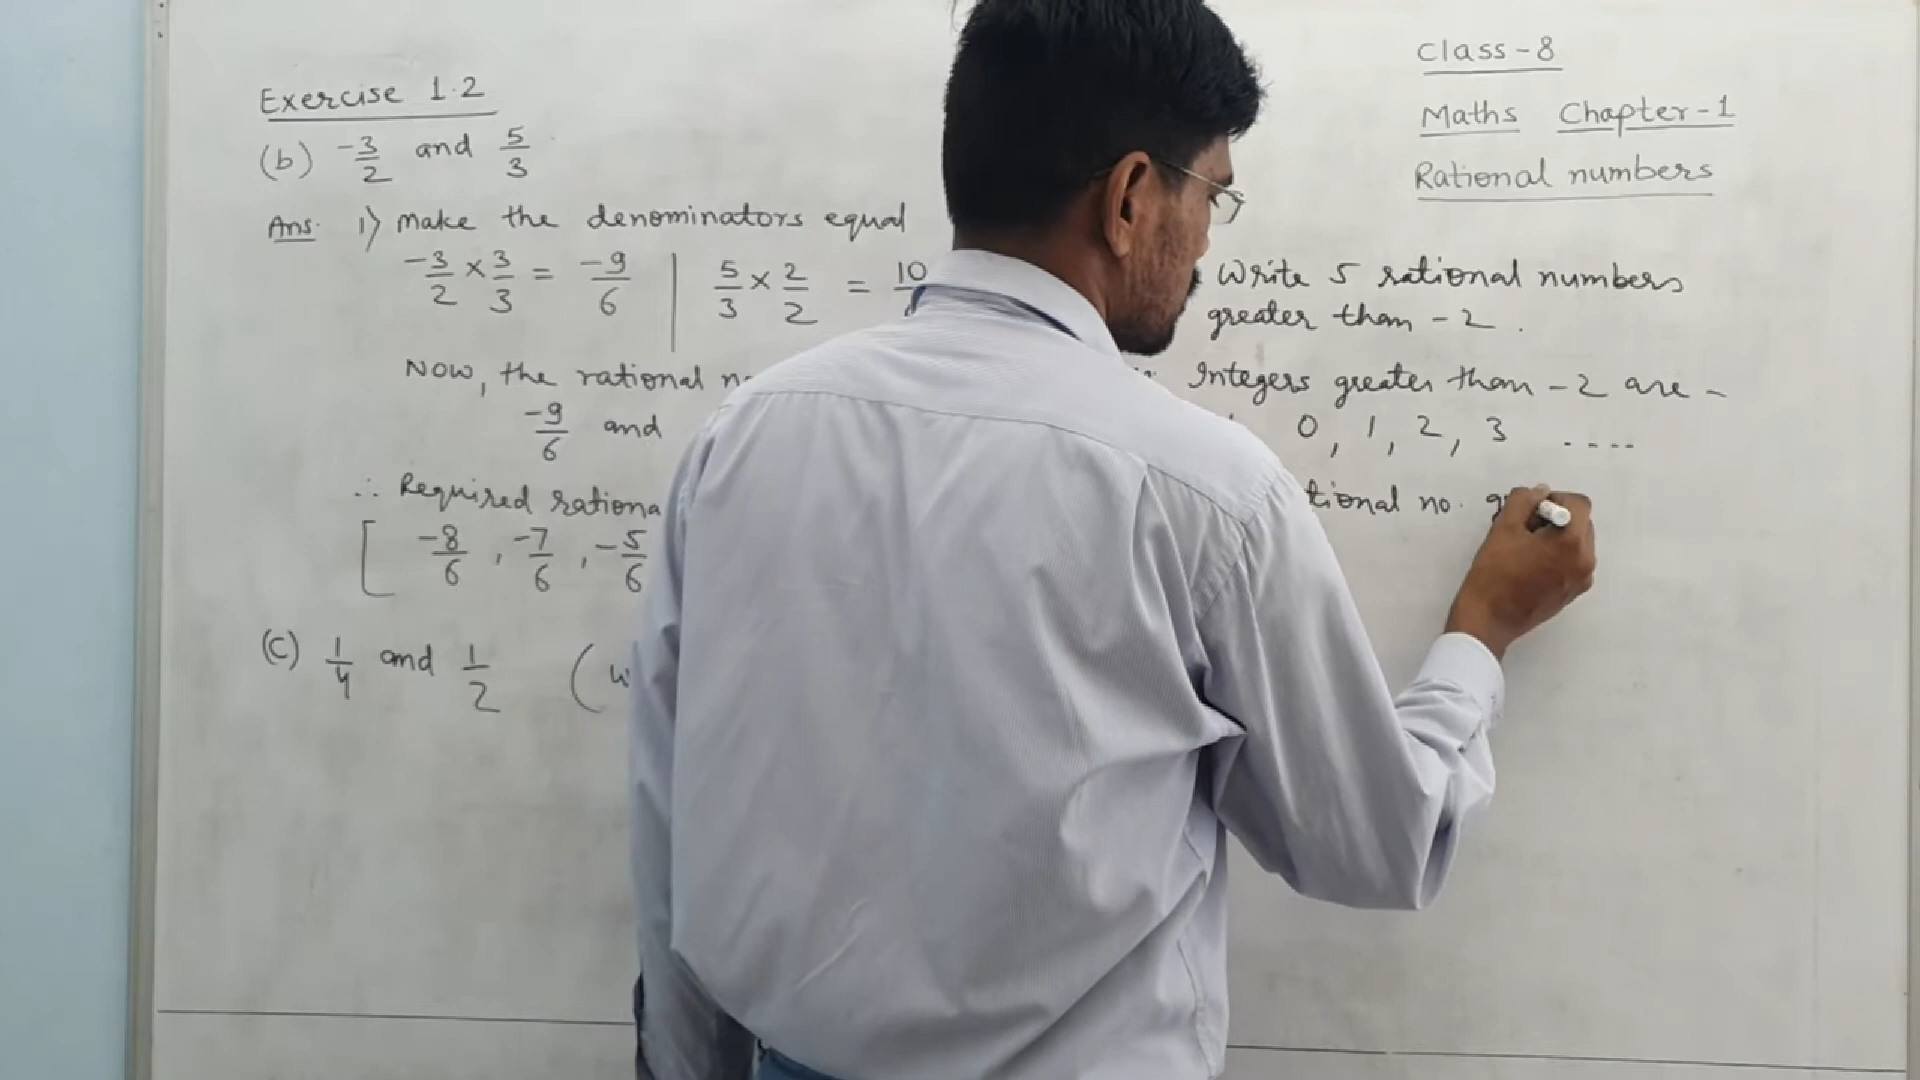 Exercise 1.2
(b) -3/2 and 5/3
Ans. 1) Make the denominators equal
-3/2 × 3/3 = -9/6 | 5/3 × 2/2 = 10
Now, the rational
-9/6 and
∴ Required
[ -8/6, -7/6, -5/6
(C) 1/4 and 1/2 (
Class-8
Maths Chapter-1
Rational numbers
Write 5 rational numbers
greater than -2.
Integers greater than -2 are -
0, 1, 2, 3 ....
no.